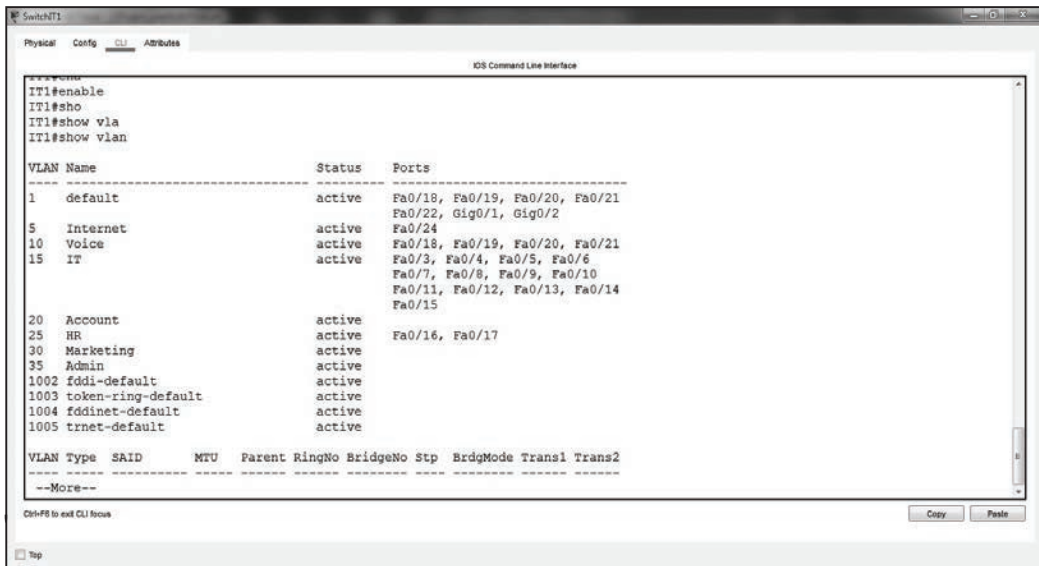 SwitchIT1
Physical Config CLI Attributes
IOS Command Line Interface
IT1#enable
IT1#sho
IT1#show vla
IT1#show vlan
VLAN Name Status Ports
---- -------------------------------- --------- -------------------------------
1 default active Fa0/18, Fa0/19, Fa0/20, Fa0/21
Fa0/22, Gig0/1, Gig0/2
5 Internet active Fa0/24
10 Voice active Fa0/18, Fa0/19, Fa0/20, Fa0/21
15 IT active Fa0/3, Fa0/4, Fa0/5, Fa0/6
Fa0/7, Fa0/8, Fa0/9, Fa0/10
Fa0/11, Fa0/12, Fa0/13, Fa0/14
Fa0/15
20 Account active
25 HR active Fa0/16, Fa0/17
30 Marketing active
35 Admin active
1002 fddi-default active
1003 token-ring-default active
1004 fddinet-default active
1005 trnet-default active
VLAN Type SAID MTU Parent RingNo BridgeNo Stp BrdgMode Trans1 Trans2
---- ----- ---------- ----- ------ ------ -------- ---- -------- ------ ------
--More--
Ctrl+F6 to exit CLI focus
Copy Paste
Top